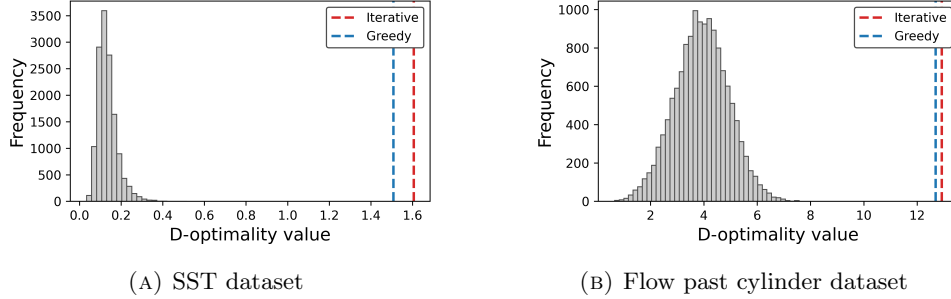 Iterative
Greedy
Frequency
3500
3000
2500
2000
1500
1000
500
0
0.0 0.2 0.4 0.6 0.8 1.0 1.2 1.4 1.6
D-optimality value
(A) SST dataset
Iterative
Greedy
Frequency
1000
800
600
400
200
0
2 4 6 8 10 12
D-optimality value
(B) Flow past cylinder dataset